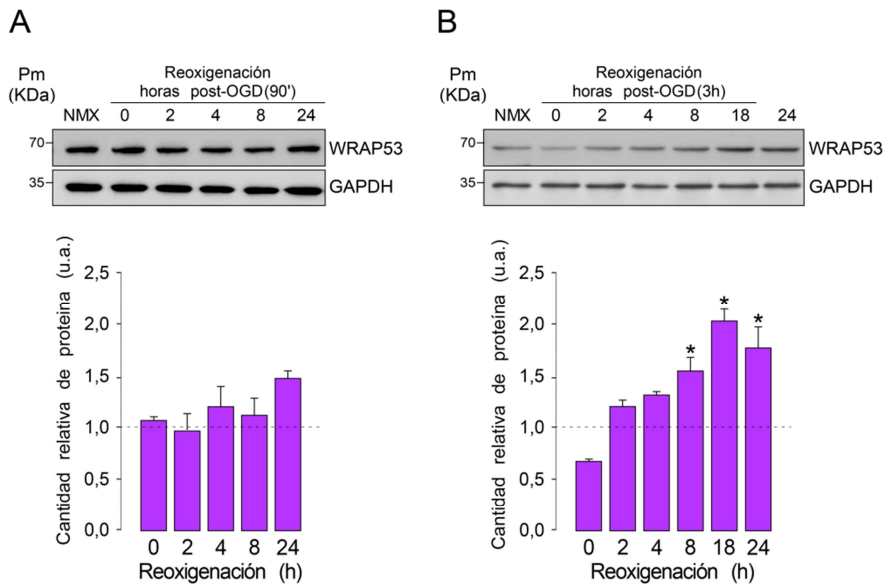 A
Pm
(KDa)
Reoxigenación
horas post-OGD(90')
NMX 0 2 4 8 24
70
WRAP53
35
GAPDH
Cantidad relativa de proteína (u.a.)
2,5
2,0
1,5
1,0
0,5
0,0
0 2 4 8 24
Reoxigenación (h)
B
Pm
(KDa)
Reoxigenación
horas post-OGD(3h)
NMX 0 2 4 8 18 24
70
WRAP53
35
GAPDH
Cantidad relativa de proteína (u.a.)
2,5
2,0
1,5
1,0
0,5
0,0
* * *
0 2 4 8 18 24
Reoxigenación (h)